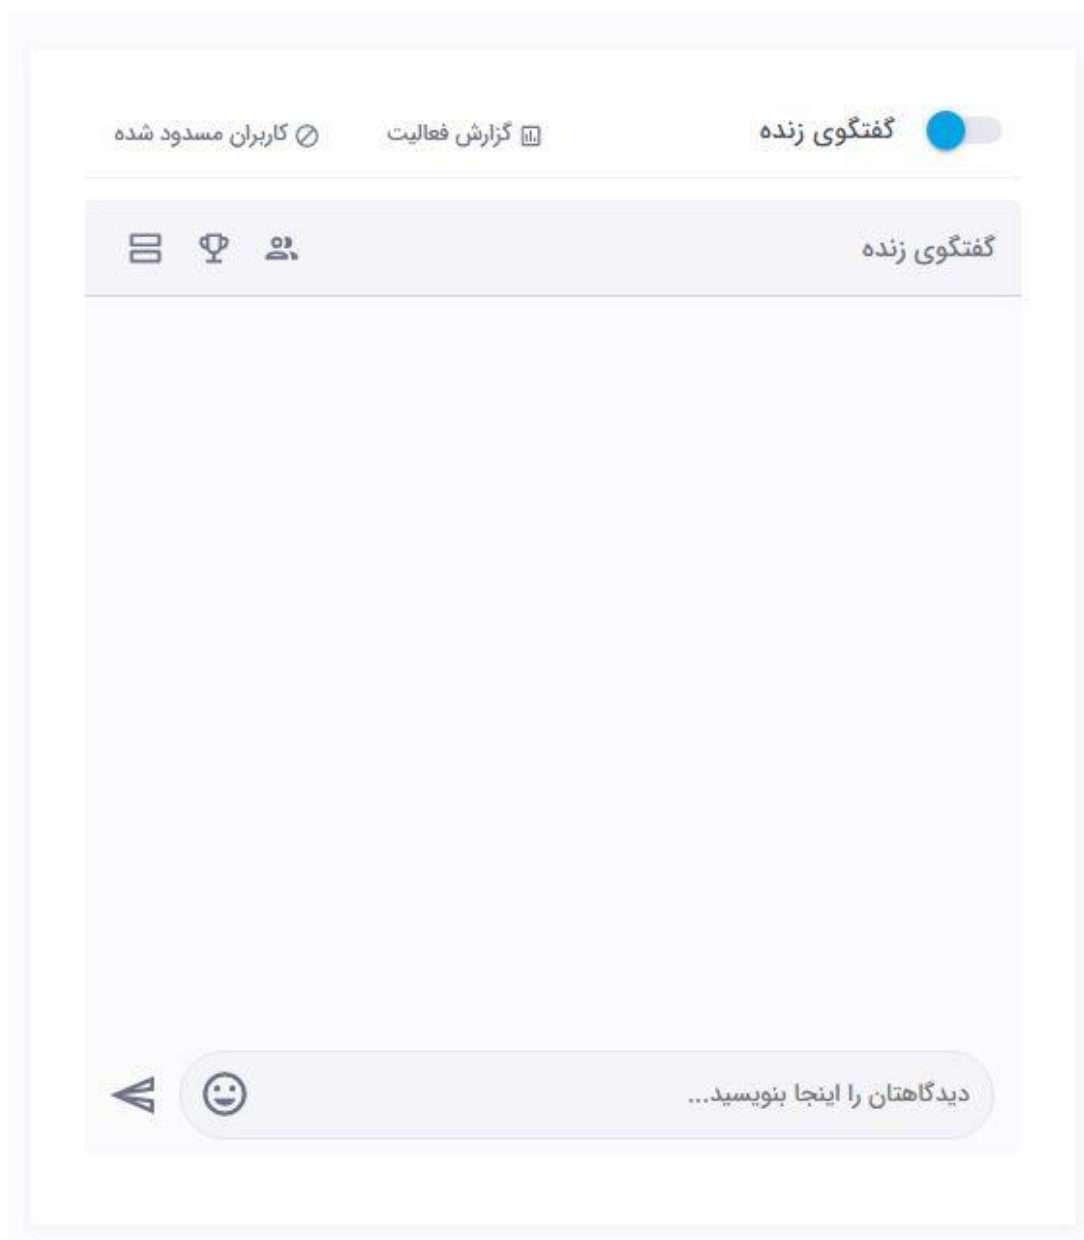 گفتگوی زنده
گزارش فعالیت
کاربران مسدود شده
گفتگوی زنده
دیدگاهتان را اینجا بنویسید...